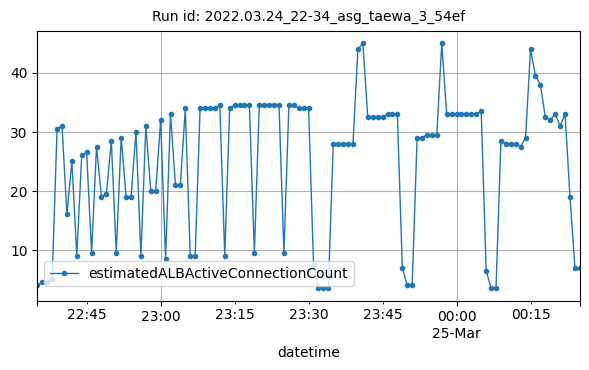 Run id: 2022.03.24_22-34_asg_taewa_3_54ef
40
30
20
10
estimatedALBActiveConnectionCount
22:45 23:00 23:15 23:30 23:45 00:00 00:15
25-Mar
datetime